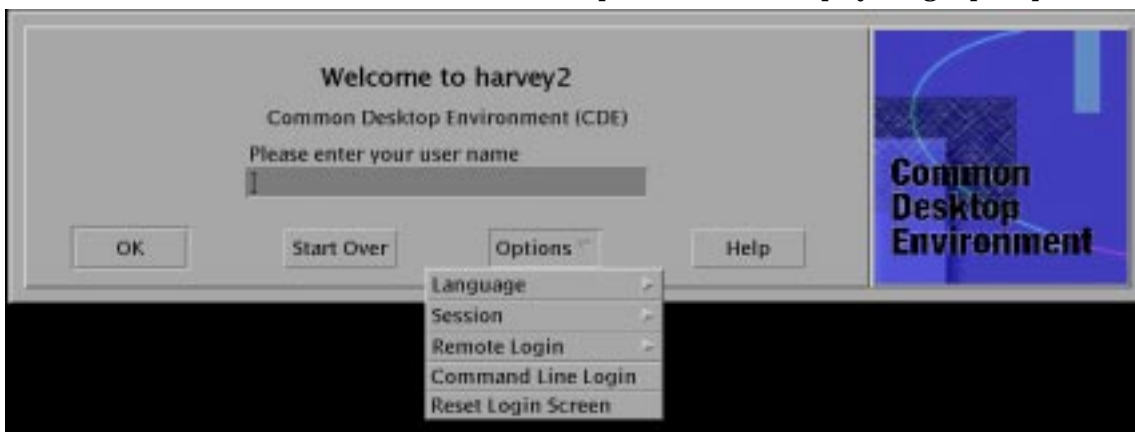 Welcome to harvey2
Common Desktop Environment (CDE)
Please enter your user name
OK
Start Over
Options
Help
Language
Session
Remote Login
Command Line Login
Reset Login Screen
Common
Desktop
Environment